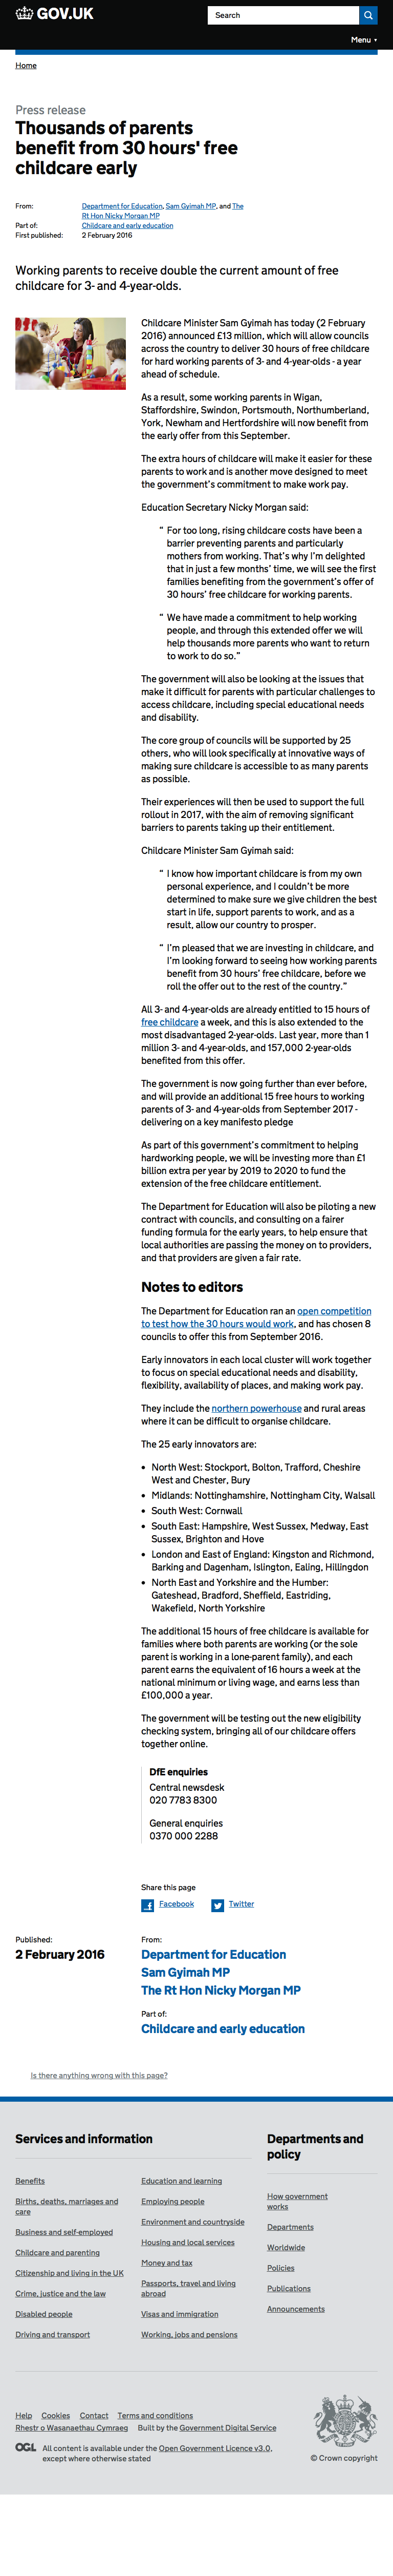 GOV.UK
Search
Menu ▾
Home
Press release
Thousands of parents
benefit from 30 hours' free
childcare early
From: Department for Education, Sam Gyimah MP, and The
Rt Hon Nicky Morgan MP
Part of: Childcare and early education
First published: 2 February 2016
Working parents to receive double the current amount of free
childcare for 3- and 4-year-olds.
Childcare Minister Sam Gyimah has today (2 February
2016) announced £13 million, which will allow councils
across the country to deliver 30 hours of free childcare
for hard working parents of 3- and 4-year-olds - a year
ahead of schedule.
As a result, some working parents in Wigan,
Staffordshire, Swindon, Portsmouth, Northumberland,
York, Newham and Hertfordshire will now benefit from
the early offer from this September.
The extra hours of childcare will make it easier for these
parents to work and is another move designed to meet
the government’s commitment to make work pay.
Education Secretary Nicky Morgan said:
“ For too long, rising childcare costs have been a
barrier preventing parents and particularly
mothers from working. That’s why I’m delighted
that in just a few months’ time, we will see the first
families benefiting from the government’s offer of
30 hours’ free childcare for working parents.
“ We have made a commitment to help working
people, and through this extended offer we will
help thousands more parents who want to return
to work to do so.”
The government will also be looking at the issues that
make it difficult for parents with particular challenges to
access childcare, including special educational needs
and disability.
The core group of councils will be supported by 25
others, who will look specifically at innovative ways of
making sure childcare is accessible to as many parents
as possible.
Their experiences will then be used to support the full
rollout in 2017, with the aim of removing significant
barriers to parents taking up their entitlement.
Childcare Minister Sam Gyimah said:
“ I know how important childcare is from my own
personal experience, and I couldn’t be more
determined to make sure we give children the best
start in life, support parents to work, and as a
result, allow our country to prosper.
“ I’m pleased that we are investing in childcare, and
I’m looking forward to seeing how working parents
benefit from 30 hours’ free childcare, before we
roll the offer out to the rest of the country.”
All 3- and 4-year-olds are already entitled to 15 hours of
free childcare a week, and this is also extended to the
most disadvantaged 2-year-olds. Last year, more than 1
million 3- and 4-year-olds, and 157,000 2-year-olds
benefited from this offer.
The government is now going further than ever before,
and will provide an additional 15 free hours to working
parents of 3- and 4-year-olds from September 2017 -
delivering on a key manifesto pledge
As part of this government’s commitment to helping
hardworking people, we will be investing more than £1
billion extra per year by 2019 to 2020 to fund the
extension of the free childcare entitlement.
The Department for Education will also be piloting a new
contract with councils, and consulting on a fairer
funding formula for the early years, to help ensure that
local authorities are passing the money on to providers,
and that providers are given a fair rate.
Notes to editors
The Department for Education ran an open competition
to test how the 30 hours would work, and has chosen 8
councils to offer this from September 2016.
Early innovators in each local cluster will work together
to focus on special educational needs and disability,
flexibility, availability of places, and making work pay.
They include the northern powerhouse and rural areas
where it can be difficult to organise childcare.
The 25 early innovators are:
• North West: Stockport, Bolton, Trafford, Cheshire
West and Chester, Bury
• Midlands: Nottinghamshire, Nottingham City, Walsall
• South West: Cornwall
• South East: Hampshire, West Sussex, Medway, East
Sussex, Brighton and Hove
• London and East of England: Kingston and Richmond,
Barking and Dagenham, Islington, Ealing, Hillingdon
• North East and Yorkshire and the Humber:
Gateshead, Bradford, Sheffield, Eastriding,
Wakefield, North Yorkshire
The additional 15 hours of free childcare is available for
families where both parents are working (or the sole
parent is working in a lone-parent family), and each
parent earns the equivalent of 16 hours a week at the
national minimum or living wage, and earns less than
£100,000 a year.
The government will be testing out the new eligibility
checking system, bringing all of our childcare offers
together online.
DfE enquiries
Central newsdesk
020 7783 8300
General enquiries
0370 000 2288
Share this page
Facebook Twitter
Published:
2 February 2016
From:
Department for Education
Sam Gyimah MP
The Rt Hon Nicky Morgan MP
Part of:
Childcare and early education
Is there anything wrong with this page?
Services and information
Benefits
Births, deaths, marriages and
care
Business and self-employed
Childcare and parenting
Citizenship and living in the UK
Crime, justice and the law
Disabled people
Driving and transport
Education and learning
Employing people
Environment and countryside
Housing and local services
Money and tax
Passports, travel and living
abroad
Visas and immigration
Working, jobs and pensions
Departments and
policy
How government
works
Departments
Worldwide
Policies
Publications
Announcements
Help Cookies Contact Terms and conditions
Rhestr o Wasanaethau Cymraeg Built by the Government Digital Service
OGL All content is available under the Open Government Licence v3.0,
except where otherwise stated
© Crown copyright